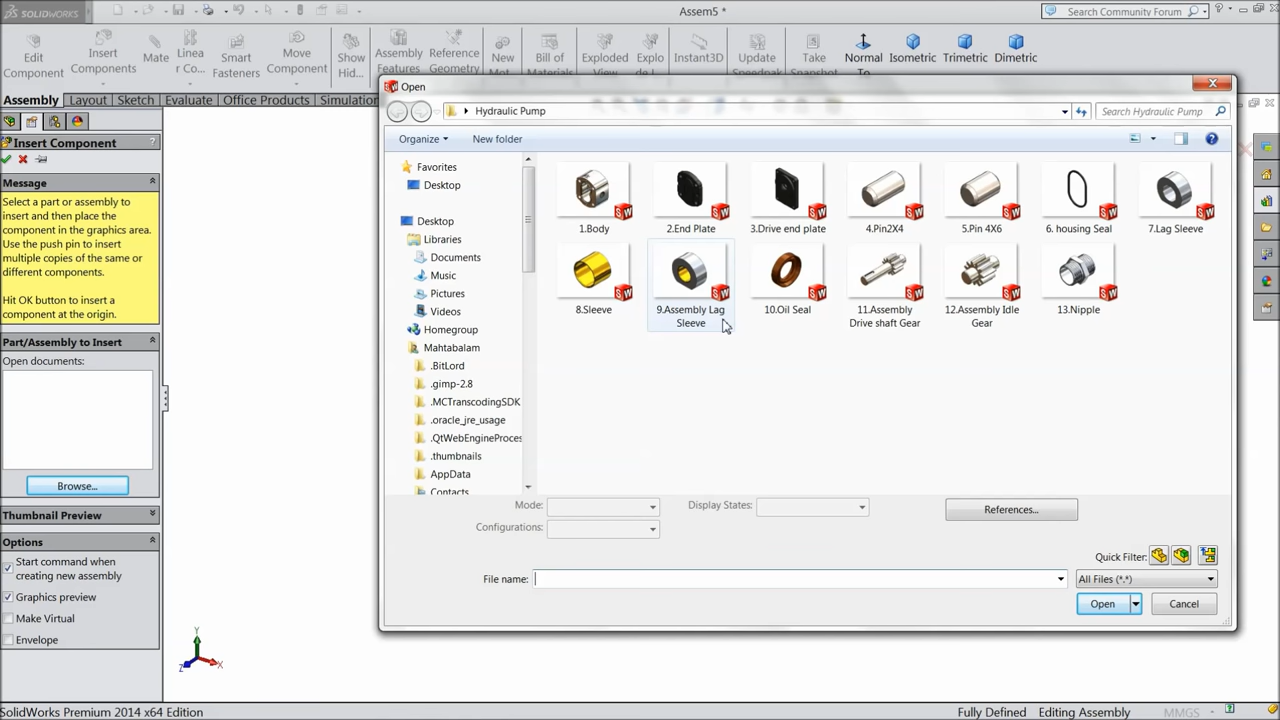 SOLIDWORKS
Assem5 *
Search Community Forum
Edit
Component
Insert
Components
Mate
Linea
r Co...
Smart
Fasteners
Move
Component
Show
Hid...
Assembly
Features
Reference
Geometry
New
Mot...
Bill of
Materials
Exploded
View
Explo
de L...
Instant3D
Update
Speedpak
Take
Snapshot
Normal
To
Isometric
Trimetric
Dimetric
Assembly
Layout
Sketch
Evaluate
Office Products
Simulation
Insert Component
?
Message
Select a part or assembly to
insert and then place the
component in the graphics area.
Use the push pin to insert
multiple copies of the same or
different components.
Hit OK button to insert a
component at the origin.
Part/Assembly to Insert
Open documents:
Browse...
Thumbnail Preview
Options
Start command when
creating new assembly
Graphics preview
Make Virtual
Envelope
Open
Hydraulic Pump
Search Hydraulic Pump
Organize
New folder
Favorites
Desktop
Desktop
Libraries
Documents
Music
Pictures
Videos
Homegroup
Mahtabalam
.BitLord
.gimp-2.8
.MCTranscodingSDK
.oracle_jre_usage
.QtWebEngineProces
.thumbnails
AppData
Contacts
1.Body
2.End Plate
3.Drive end plate
4.Pin2X4
5.Pin 4X6
6. housing Seal
7.Lag Sleeve
8.Sleeve
9.Assembly Lag
Sleeve
10.Oil Seal
11.Assembly
Drive shaft Gear
12.Assembly Idle
Gear
13.Nipple
Mode:
Display States:
References...
Configurations:
Quick Filter:
File name:
All Files (*.*)
Open
Cancel
Y
Z
X
SolidWorks Premium 2014 x64 Edition
Fully Defined
Editing Assembly
MMGS